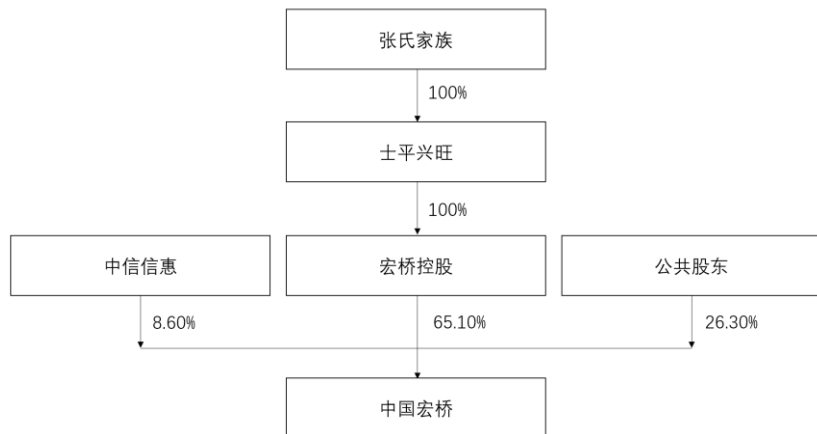 张氏家族
100%
士平兴旺
100%
中信信惠
宏桥控股
公共股东
8.60%
65.10%
26.30%
中国宏桥